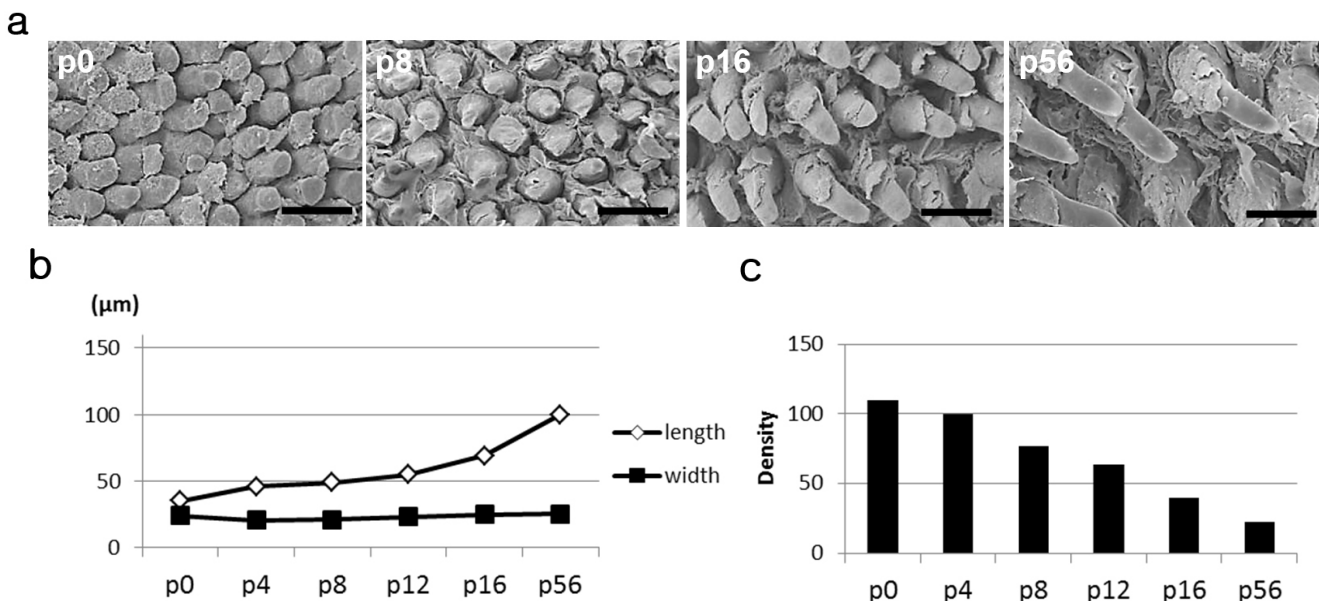 a
p0 p8 p16 p56
b
(μm)
150
100
50
0
p0 p4 p8 p12 p16 p56
length
width
c
Density
150
100
50
0
p0 p4 p8 p12 p16 p56